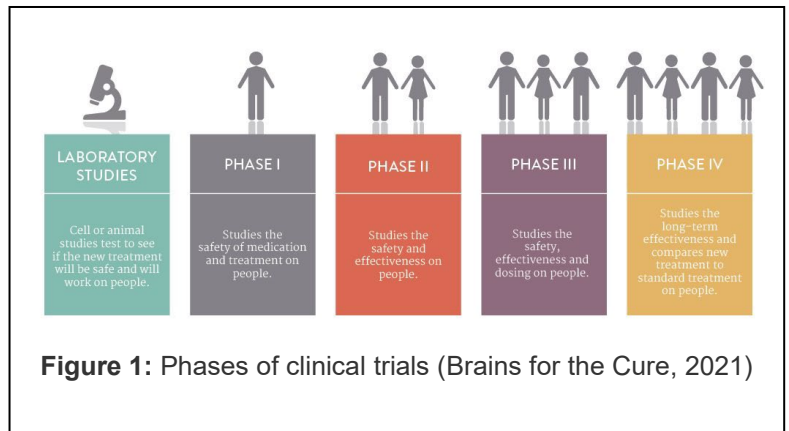 LABORATORY
STUDIES
Cell or animal
studies test to see
if the new treatment
will be safe and will
work on people.
PHASE I
Studies the
safety of medication
and treatment on
people.
PHASE II
Studies the
safety and
effectiveness on
people.
PHASE III
Studies the
safety,
effectiveness and
dosing on people.
PHASE IV
Studies the
long-term
effectiveness and
compares new
treatment to
standard treatment
on people.
Figure 1: Phases of clinical trials (Brains for the Cure, 2021)